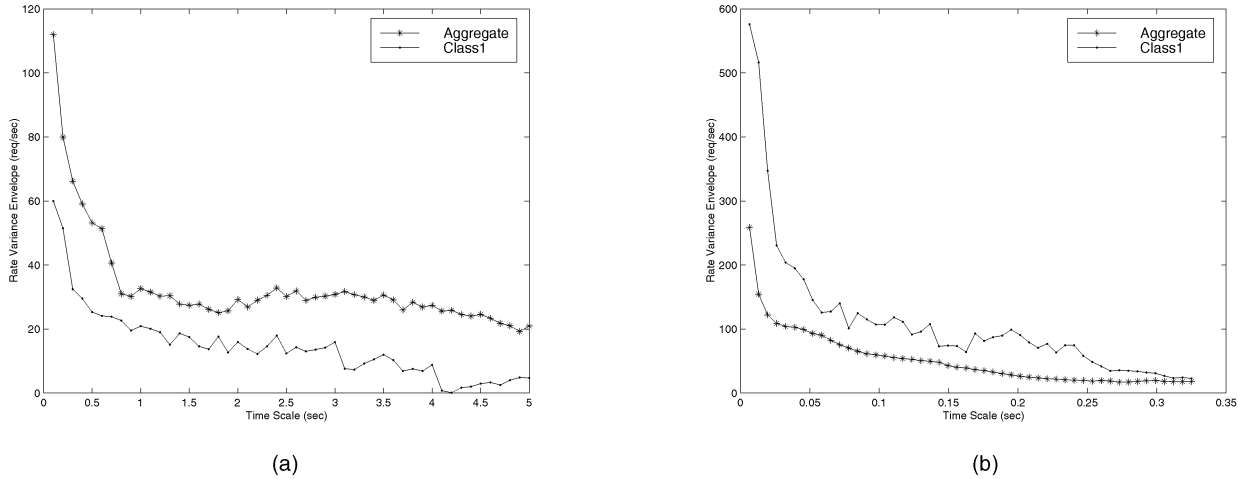 120
100
80
60
40
20
0
Rate Variance Envelope (req/sec)
0 0.5 1 1.5 2 2.5 3 3.5 4 4.5 5
Time Scale (sec)
Aggregate
Class1
(a)
600
500
400
300
200
100
0
Rate Variance Envelope (req/sec)
0 0.05 0.1 0.15 0.2 0.25 0.3 0.35
Time Scale (sec)
Aggregate
Class1
(b)